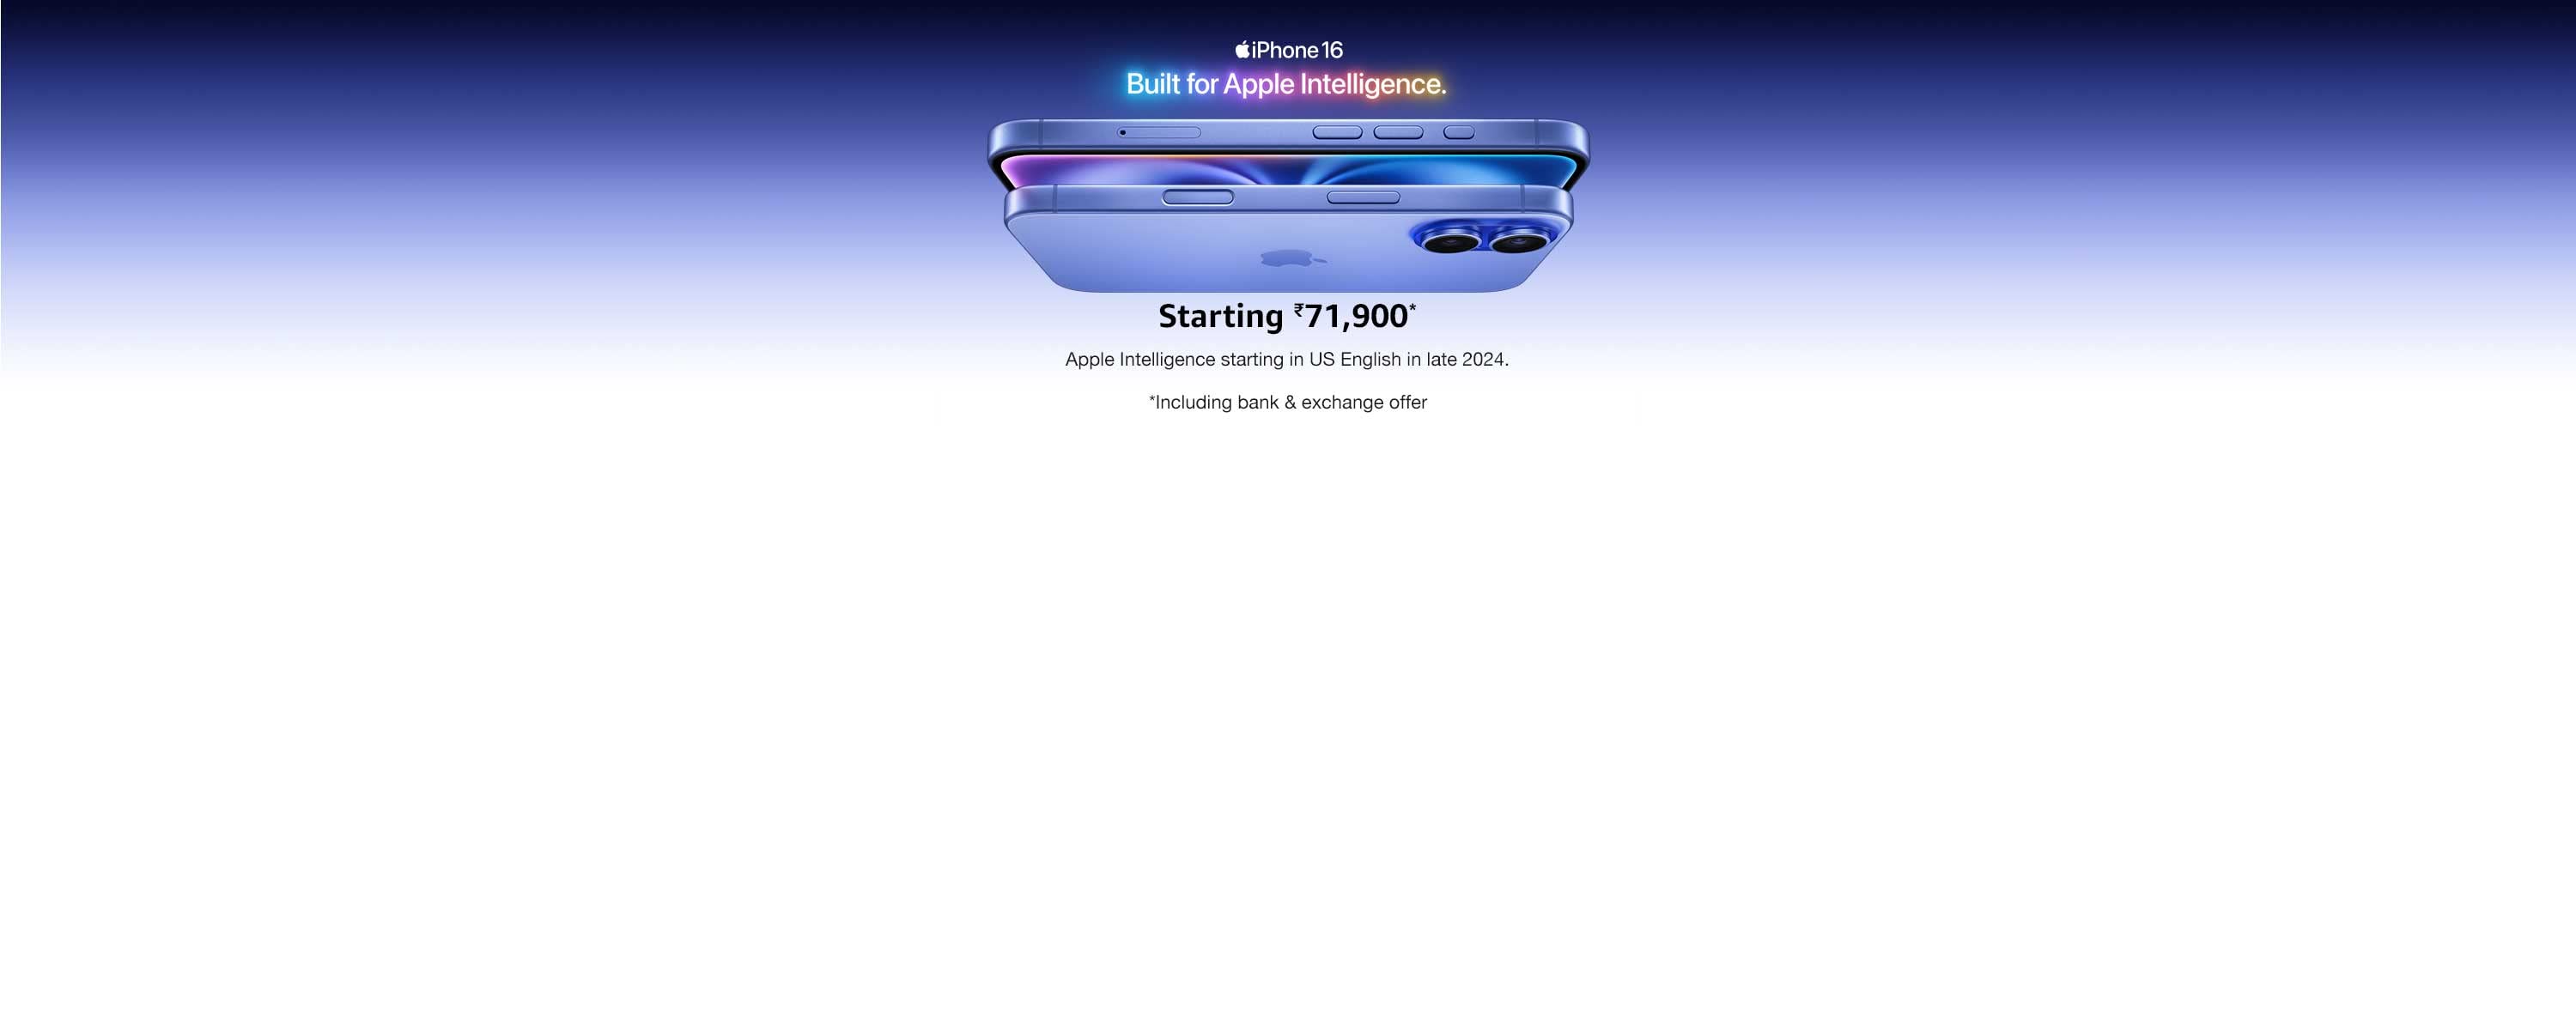 iPhone 16
Built for Apple Intelligence.
Starting ₹71,900*
Apple Intelligence starting in US English in late 2024.
*Including bank & exchange offer